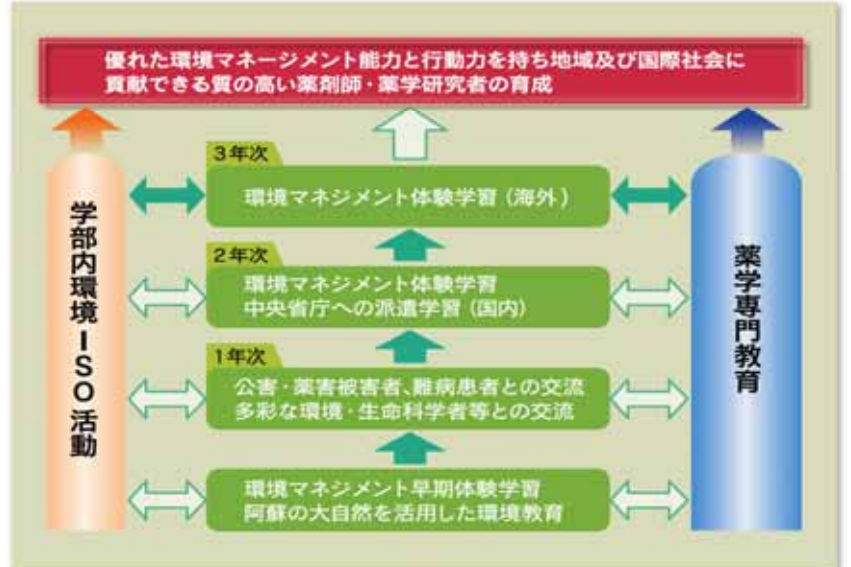 優れた環境マネージメント能力と行動力を持ち地域及び国際社会に
貢献できる質の高い薬剤師・薬学研究者の育成
3年次
環境マネジメント体験学習(海外)
2年次
環境マネジメント体験学習
中央省庁への派遣学習(国内)
1年次
公害・薬害被害者、難病患者との交流
多彩な環境・生命科学者等との交流
環境マネジメント早期体験学習
阿蘇の大自然を活用した環境教育
学部内環境ISO活動
薬学専門教育